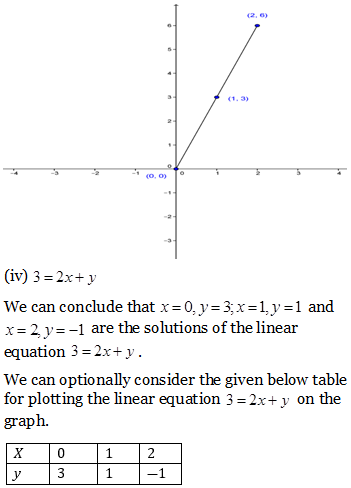 6
(2, 6)
5
4
3
(1, 3)
2
1
0
-4 -3 -2 -1 (0, 0) 0 1 2 3 4
-1
-2
-3
(iv) 3 = 2x + y
We can conclude that x = 0, y = 3; x = 1, y = 1 and
x = 2, y = −1 are the solutions of the linear
equation 3 = 2x + y .
We can optionally consider the given below table
for plotting the linear equation 3 = 2x + y on the
graph.
X 0 1 2
y 3 1 −1